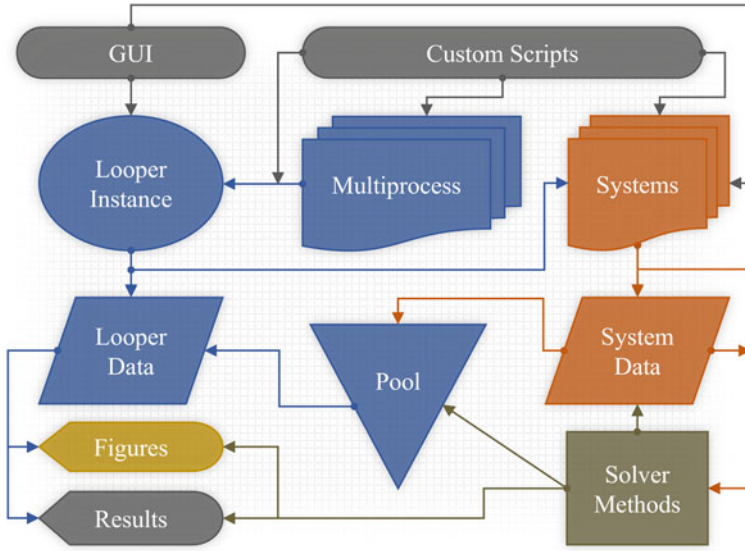 GUI
Custom Scripts
Looper
Instance
Multiprocess
Systems
Looper
Data
Pool
System
Data
Figures
Solver
Methods
Results